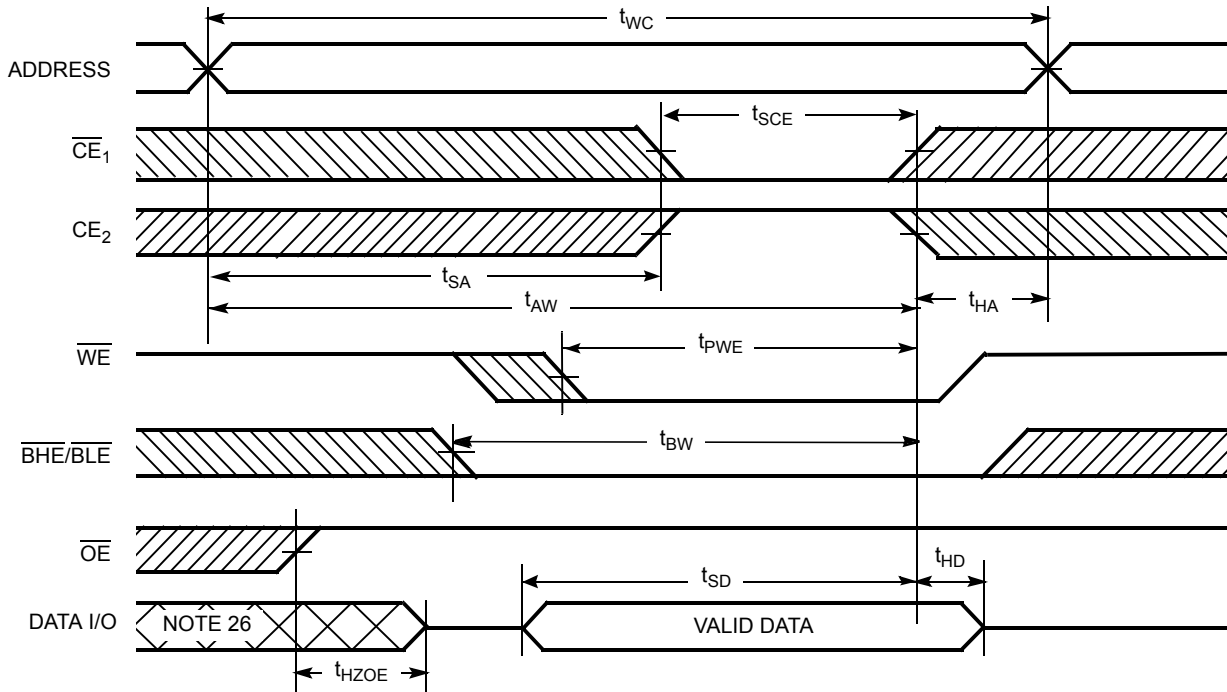 tWC
ADDRESS
tSCE
CE1
CE2
tSA
tAW
tHA
WE
tPWE
BHE/BLE
tBW
OE
tHD
tSD
DATA I/O
NOTE 26
VALID DATA
tHZOE